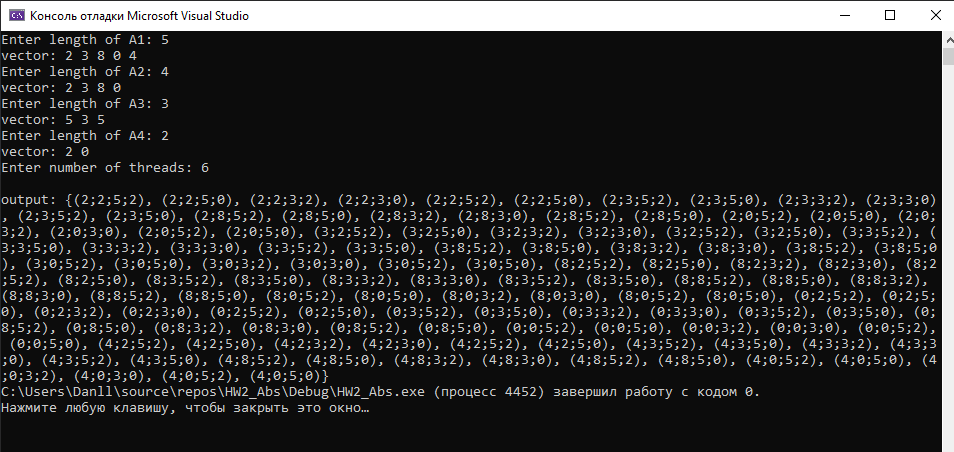 Консоль отладки Microsoft Visual Studio
Enter length of A1: 5
vector: 2 3 8 0 4
Enter length of A2: 4
vector: 2 3 8 0
Enter length of A3: 3
vector: 5 3 5
Enter length of A4: 2
vector: 2 0
Enter number of threads: 6
output: {(2;2;5;2), (2;2;5;0), (2;2;3;2), (2;2;3;0), (2;2;5;2), (2;2;5;0), (2;3;5;2), (2;3;5;0), (2;3;3;2), (2;3;3;0)
, (2;3;5;2), (2;3;5;0), (2;8;5;2), (2;8;5;0), (2;8;3;2), (2;8;3;0), (2;8;5;2), (2;8;5;0), (2;0;5;2), (2;0;5;0), (2;0;
3;2), (2;0;3;0), (2;0;5;2), (2;0;5;0), (3;2;5;2), (3;2;5;0), (3;2;3;2), (3;2;3;0), (3;2;5;2), (3;2;5;0), (3;3;5;2), (
3;3;5;0), (3;3;3;2), (3;3;3;0), (3;3;5;2), (3;3;5;0), (3;8;5;2), (3;8;5;0), (3;8;3;2), (3;8;3;0), (3;8;5;2), (3;8;5;0
), (3;0;5;2), (3;0;5;0), (3;0;3;2), (3;0;3;0), (3;0;5;2), (3;0;5;0), (8;2;5;2), (8;2;5;0), (8;2;3;2), (8;2;3;0), (8;2
;5;2), (8;2;5;0), (8;3;5;2), (8;3;5;0), (8;3;3;2), (8;3;3;0), (8;3;5;2), (8;3;5;0), (8;8;5;2), (8;8;5;0), (8;8;3;2),
(8;8;3;0), (8;8;5;2), (8;8;5;0), (8;0;5;2), (8;0;5;0), (8;0;3;2), (8;0;3;0), (8;0;5;2), (8;0;5;0), (0;2;5;2), (0;2;5;
0), (0;2;3;2), (0;2;3;0), (0;2;5;2), (0;2;5;0), (0;3;5;2), (0;3;5;0), (0;3;3;2), (0;3;3;0), (0;3;5;2), (0;3;5;0), (0;
8;5;2), (0;8;5;0), (0;8;3;2), (0;8;3;0), (0;8;5;2), (0;8;5;0), (0;0;5;2), (0;0;5;0), (0;0;3;2), (0;0;3;0), (0;0;5;2),
(0;0;5;0), (4;2;5;2), (4;2;5;0), (4;2;3;2), (4;2;3;0), (4;2;5;2), (4;2;5;0), (4;3;5;2), (4;3;5;0), (4;3;3;2), (4;3;3
;0), (4;3;5;2), (4;3;5;0), (4;8;5;2), (4;8;5;0), (4;8;3;2), (4;8;3;0), (4;8;5;2), (4;8;5;0), (4;0;5;2), (4;0;5;0), (4
;0;3;2), (4;0;3;0), (4;0;5;2), (4;0;5;0)}
C:\Users\Danll\source\repos\HW2_Abs\Debug\HW2_Abs.exe (процесс 4452) завершил работу с кодом 0.
Нажмите любую клавишу, чтобы закрыть это окно…